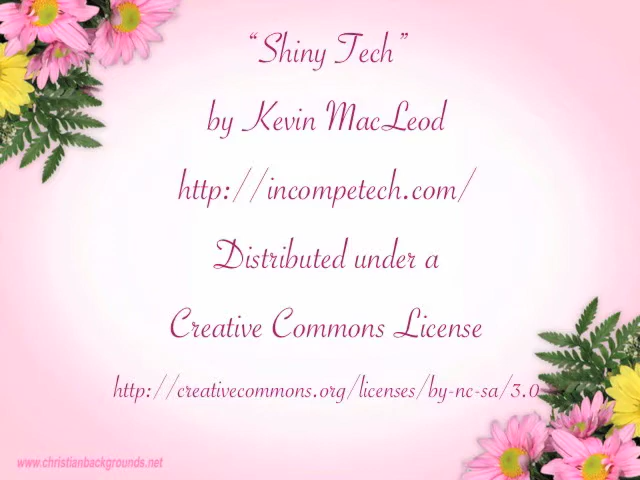 “Shiny Tech”
by Kevin MacLeod
http://incompetech.com/
Distributed under a
Creative Commons License
http://creativecommons.org/licenses/by-nc-sa/3.0
www.christianbackgrounds.net